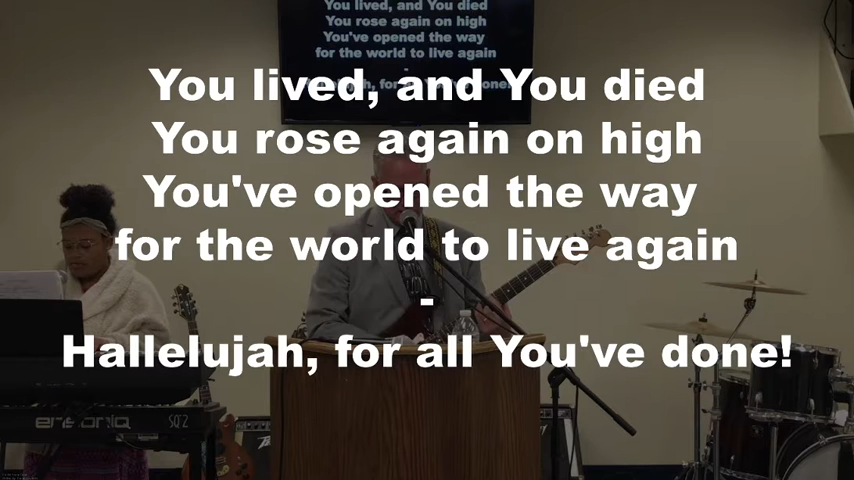 You lived, and You died
You rose again on high
You've opened the way
for the world to live again
You lived, and You died
You rose again on high
You've opened the way
for the world to live again
-
Hallelujah, for all You've done!
ensoniq SQ2
PEAVEY